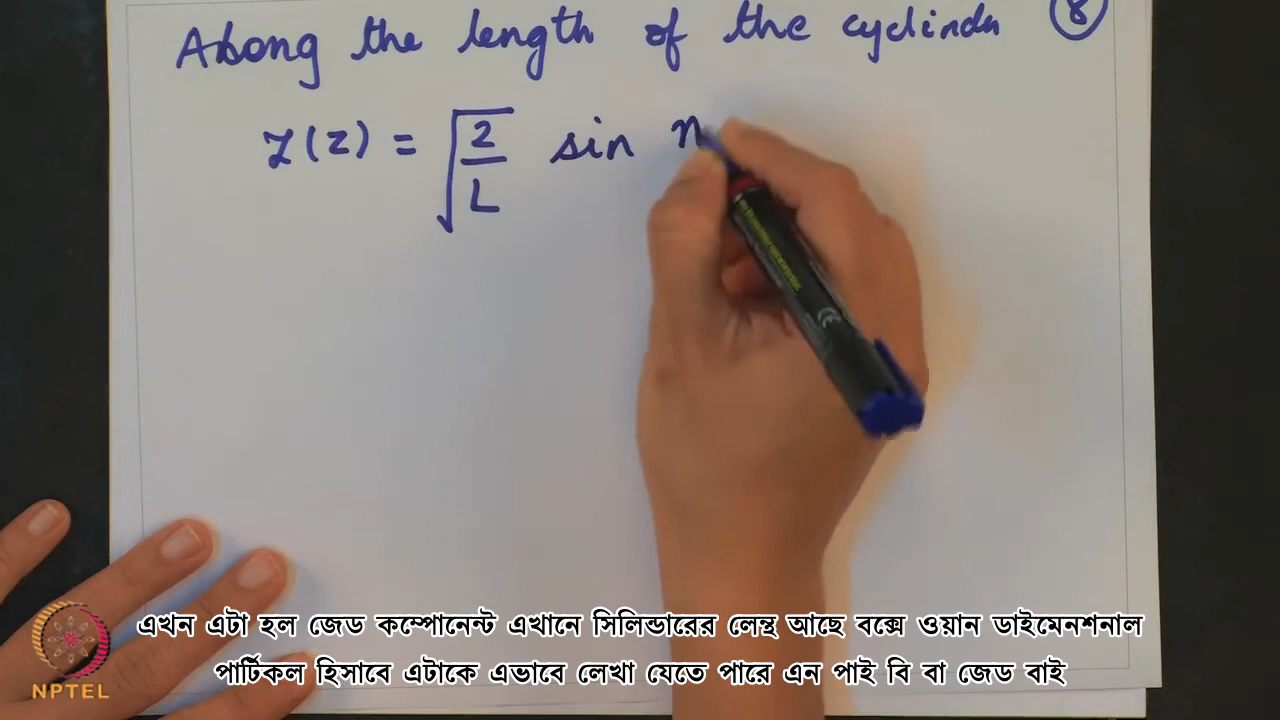 Along the length of the cylinder ⑧
Z(z) = √(2/L) sin n
এখন এটা হল জেড কম্পোনেন্ট এখানে সিলিন্ডারের লেন্থ আছে বক্সে ওয়ান ডাইমেনশনাল
পার্টিকল হিসাবে এটাকে এভাবে লেখা যেতে পারে এন পাই বি বা জেড বাই
NPTEL